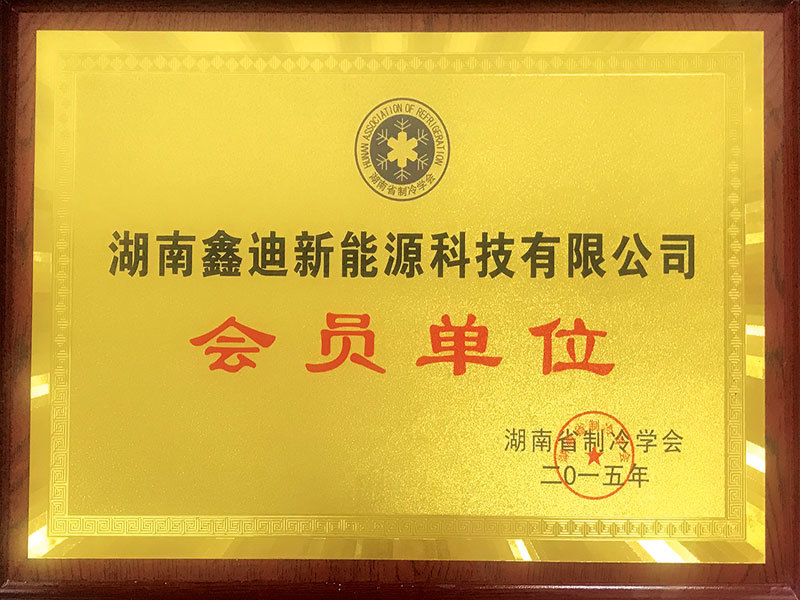 HUNAN ASSOCIATION OF REFRIGERATION
湖南省制冷学会
湖南鑫迪新能源科技有限公司
会员单位
湖南省制冷学会
二0一五年